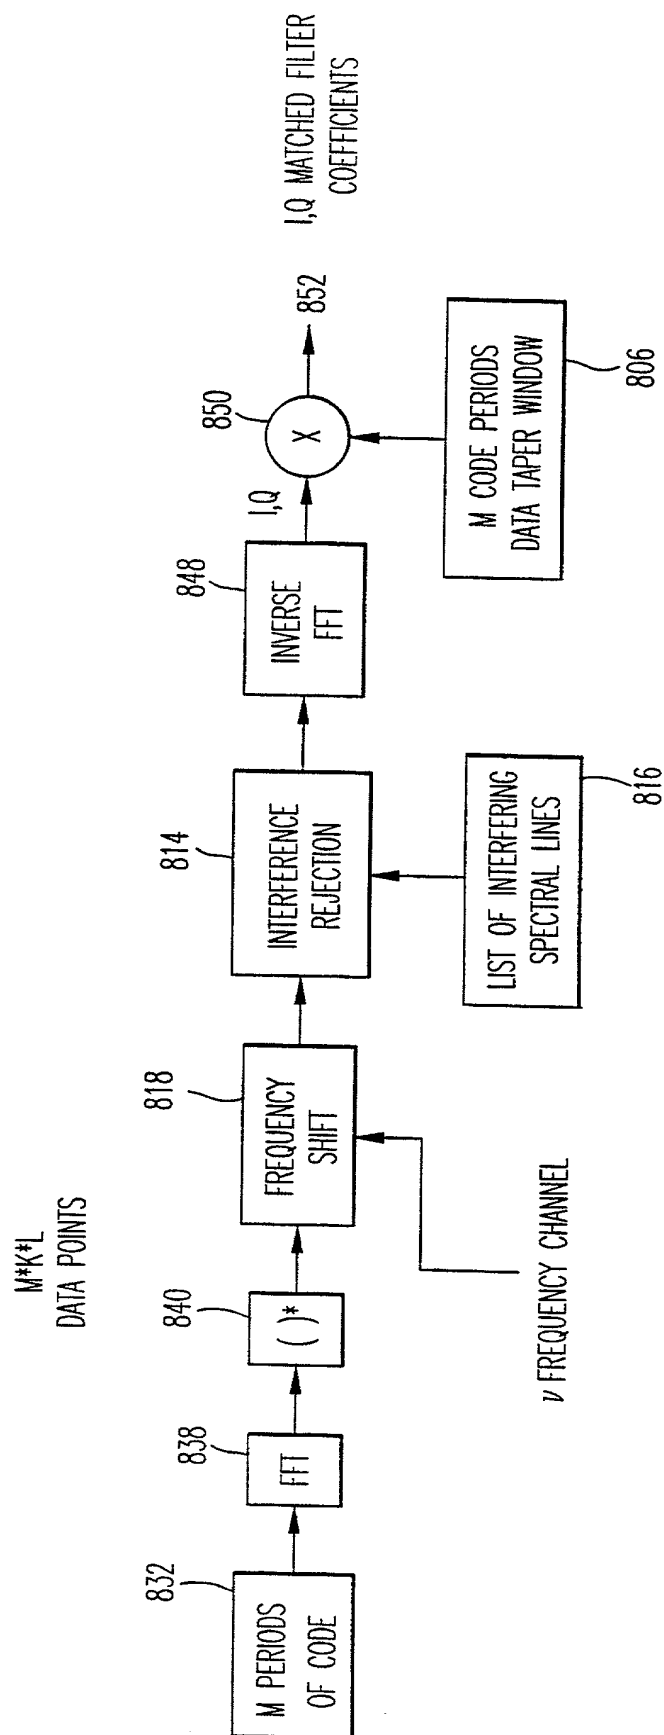 M*K*L
DATA POINTS
832
M PERIODS
OF CODE
838
FFT
840
( )*
818
FREQUENCY
SHIFT
ν FREQUENCY CHANNEL
814
INTERFERENCE
REJECTION
LIST OF INTERFERING
SPECTRAL LINES
816
848
INVERSE
FFT
I,Q
850
X
852
M CODE PERIODS
DATA TAPER WINDOW
806
I,Q MATCHED FILTER
COEFFICIENTS